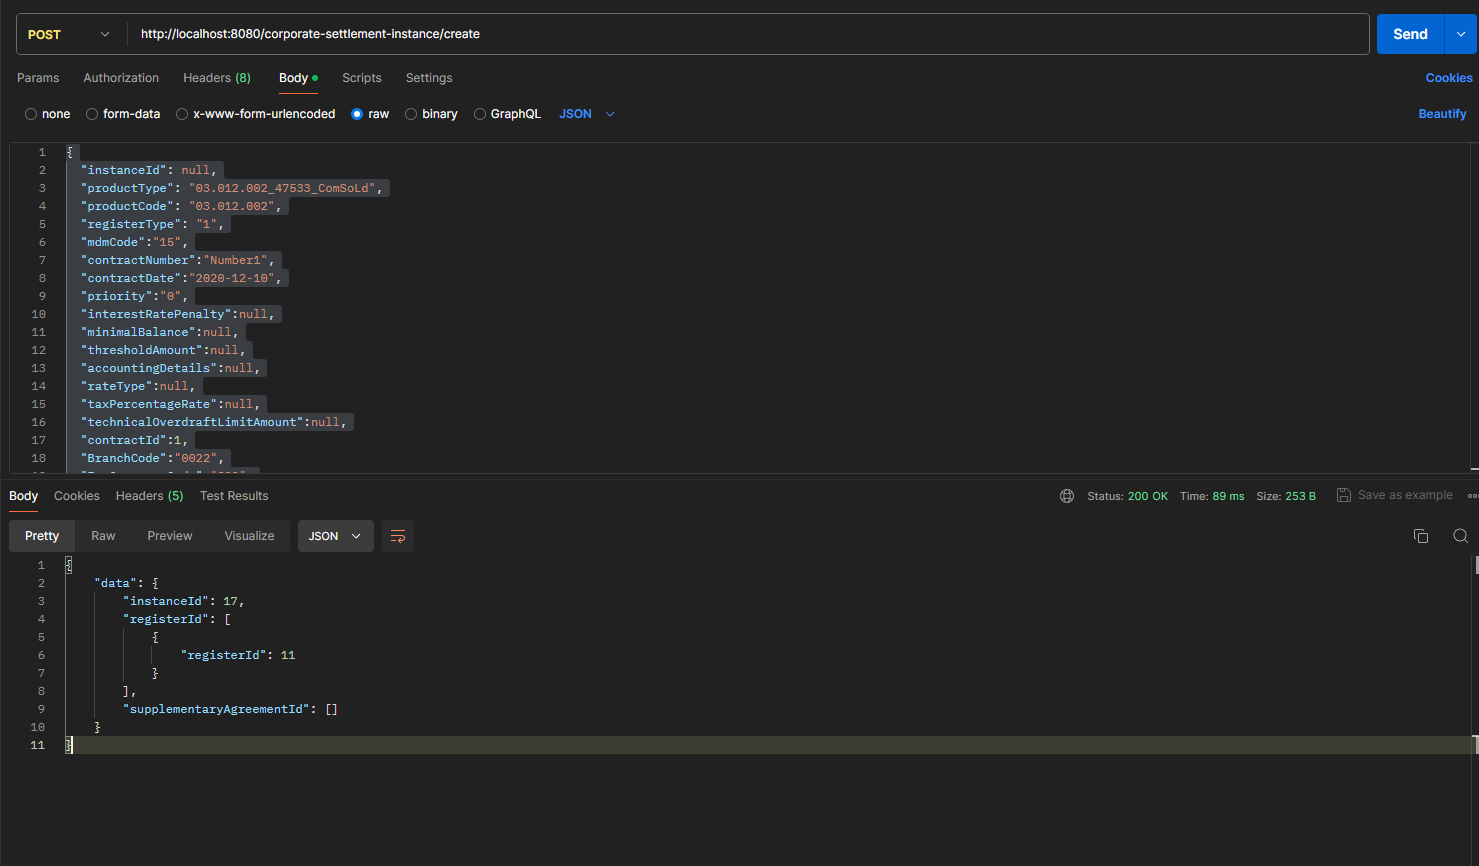 POST http://localhost:8080/corporate-settlement-instance/create Send
Params Authorization Headers (8) Body Scripts Settings Cookies
none form-data x-www-form-urlencoded raw binary GraphQL JSON Beautify
1 {
2 "instanceId": null,
3 "productType": "03.012.002_47533_ComSoLd",
4 "productCode": "03.012.002",
5 "registerType": "1",
6 "mdmCode":"15",
7 "contractNumber":"Number1",
8 "contractDate":"2020-12-10",
9 "priority":"0",
10 "interestRatePenalty":null,
11 "minimalBalance":null,
12 "thresholdAmount":null,
13 "accountingDetails":null,
14 "rateType":null,
15 "taxPercentageRate":null,
16 "technicalOverdraftLimitAmount":null,
17 "contractId":1,
18 "BranchCode":"0022",
Body Cookies Headers (5) Test Results Status: 200 OK Time: 89 ms Size: 253 B Save as example
Pretty Raw Preview Visualize JSON
1 {
2 "data": {
3 "instanceId": 17,
4 "registerId": [
5 {
6 "registerId": 11
7 }
8 ],
9 "supplementaryAgreementId": []
10 }
11 }